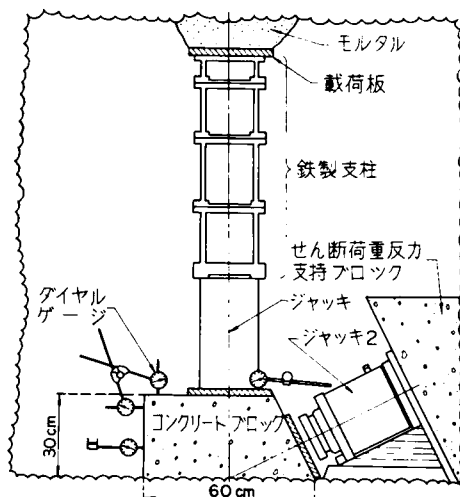 モルタル
載荷板
鉄製支柱
せん断荷重反力
支持ブロック
ダイヤル
ゲージ
ジャッキ
ジャッキ2
コンクリートブロック
30cm
60cm